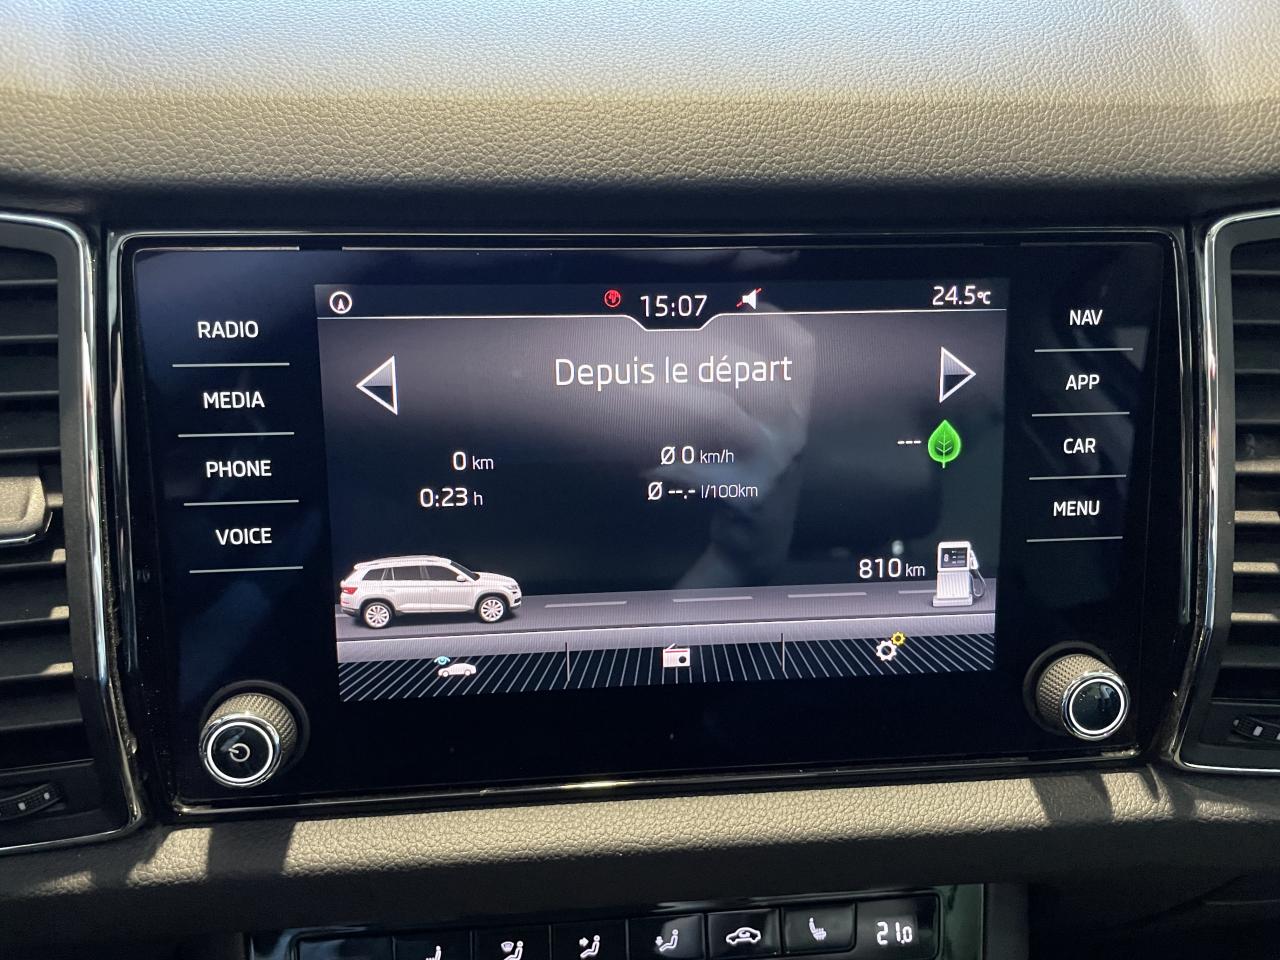 15:07
24.5°C
RADIO
MEDIA
PHONE
VOICE
Depuis le départ
0 km
0:23 h
Ø 0 km/h
Ø --.- l/100km
---
810 km
8
NAV
APP
CAR
MENU
21.0